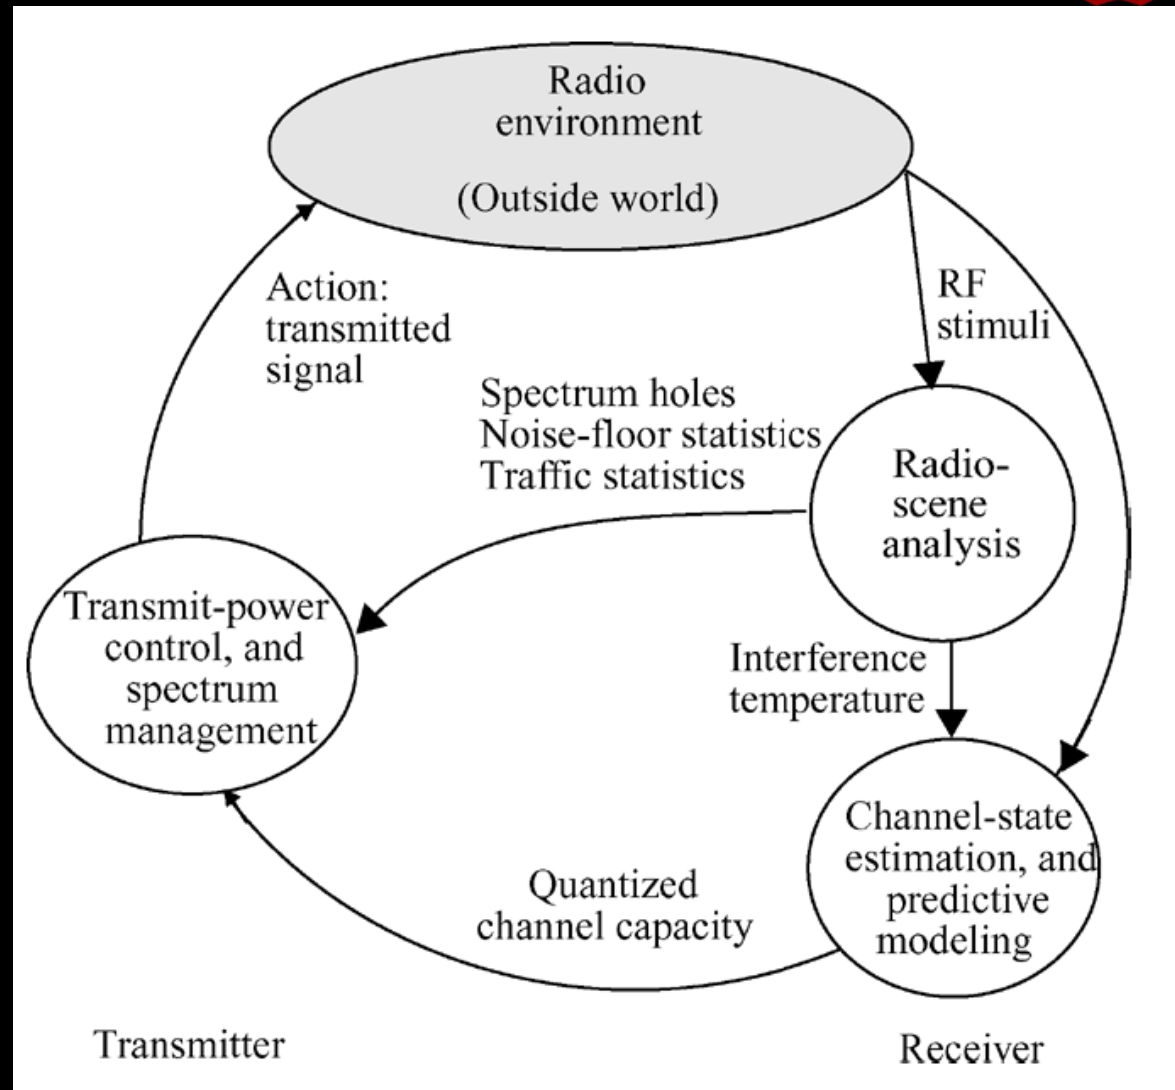 Radio
environment
(Outside world)
Action:
transmitted
signal
RF
stimuli
Spectrum holes
Noise-floor statistics
Traffic statistics
Radio-
scene
analysis
Transmit-power
control, and
spectrum
management
Interference
temperature
Channel-state
estimation, and
predictive
modeling
Quantized
channel capacity
Transmitter
Receiver